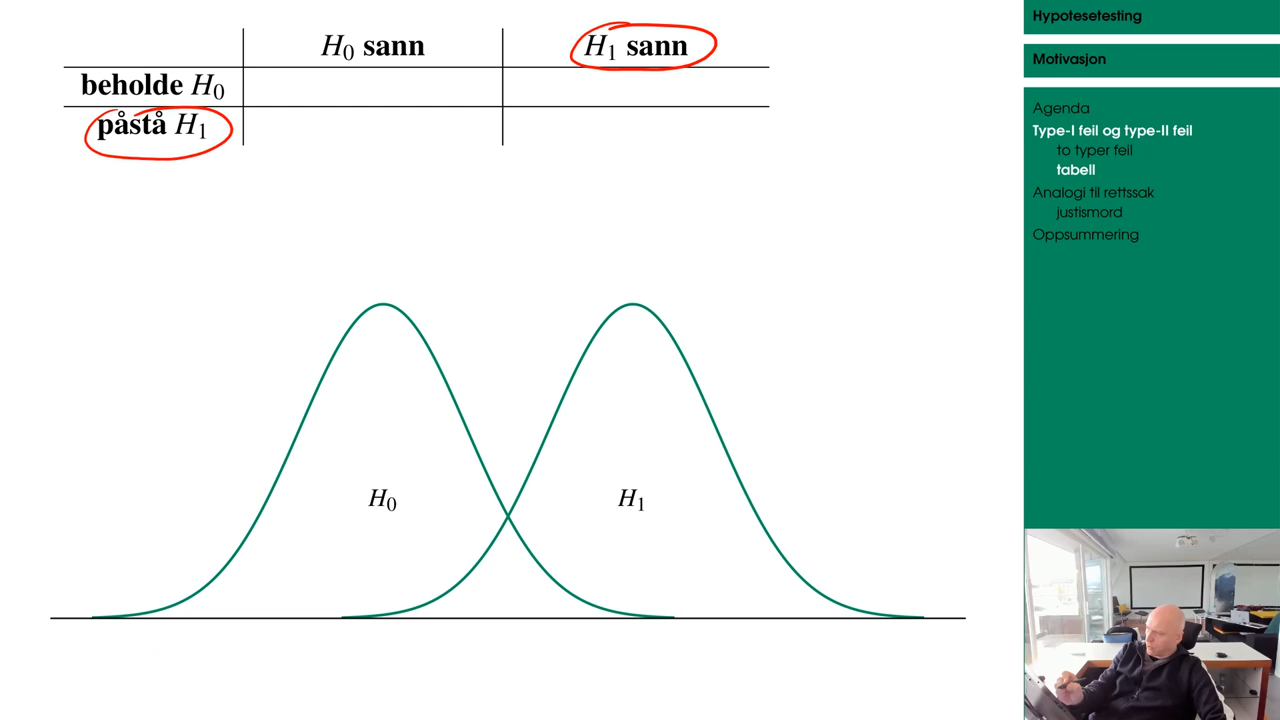 H₀ sann H₁ sann
beholde H₀
påstå H₁
H₀ H₁
Hypotesetesting
Motivasjon
Agenda
Type-I feil og type-II feil
to typer feil
tabell
Analogi til rettssak
justismord
Oppsummering